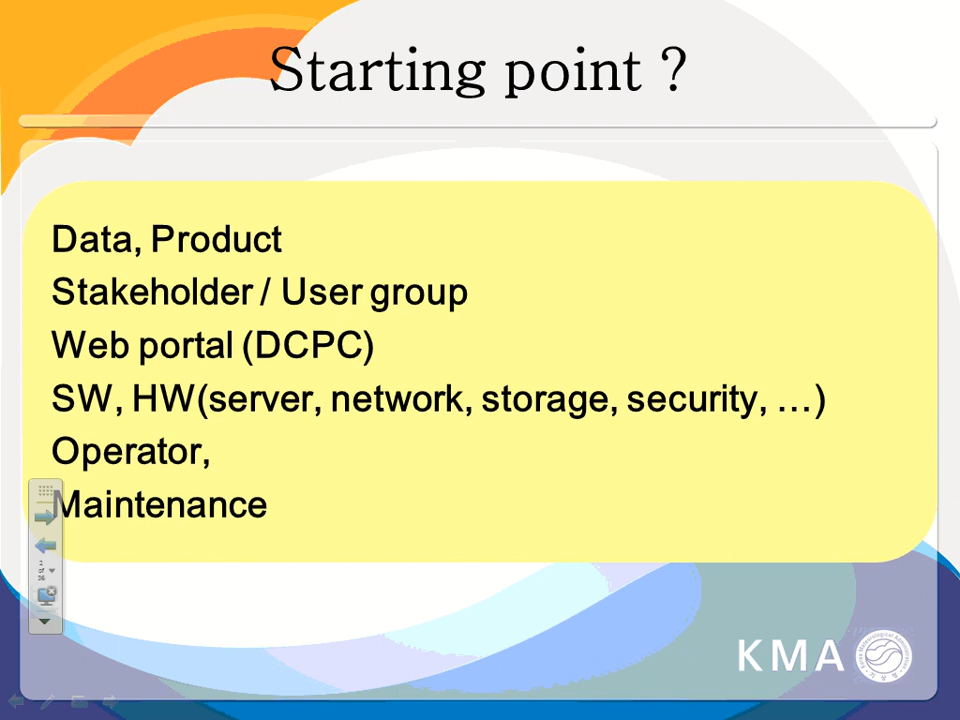 Starting point ?
Data, Product
Stakeholder / User group
Web portal (DCPC)
SW, HW(server, network, storage, security, …)
Operator,
Maintenance
KMA